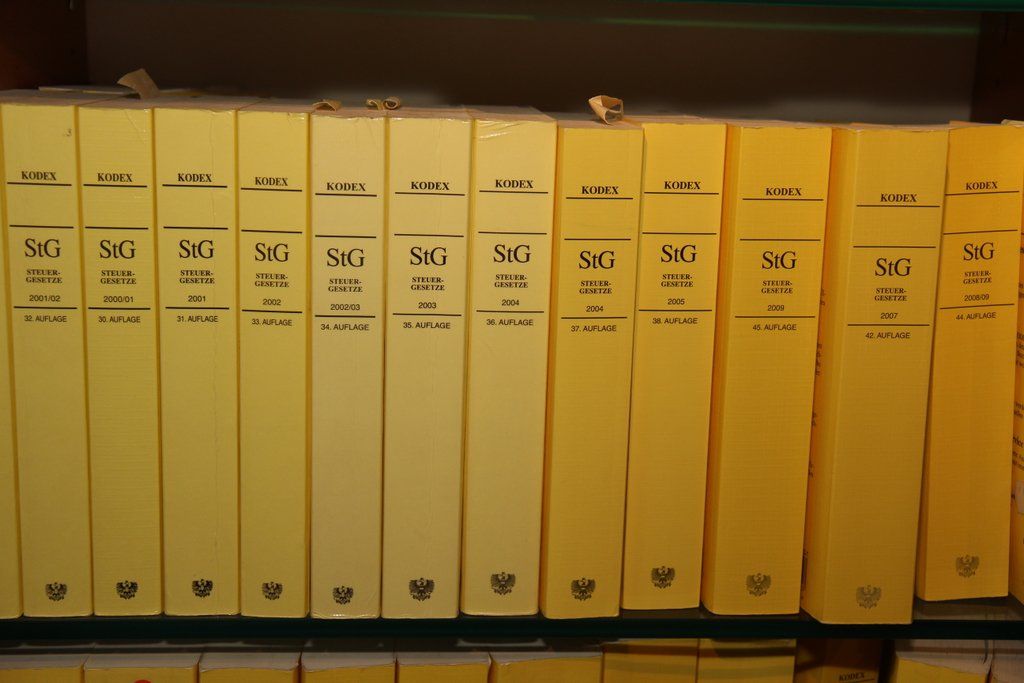 KODEX
StG
STEUER-
GESETZE
2001/02
32. AUFLAGE
KODEX
StG
STEUER-
GESETZE
2000/01
30. AUFLAGE
KODEX
StG
STEUER-
GESETZE
2001
31. AUFLAGE
KODEX
StG
STEUER-
GESETZE
2002
33. AUFLAGE
KODEX
StG
STEUER-
GESETZE
2002/03
34. AUFLAGE
KODEX
StG
STEUER-
GESETZE
2003
35. AUFLAGE
KODEX
StG
STEUER-
GESETZE
2004
36. AUFLAGE
KODEX
StG
STEUER-
GESETZE
2004
37. AUFLAGE
KODEX
StG
STEUER-
GESETZE
2005
38. AUFLAGE
KODEX
StG
STEUER-
GESETZE
2009
45. AUFLAGE
KODEX
StG
STEUER-
GESETZE
2007
42. AUFLAGE
KODEX
StG
STEUER-
GESETZE
2008/09
44. AUFLAGE
KODEX